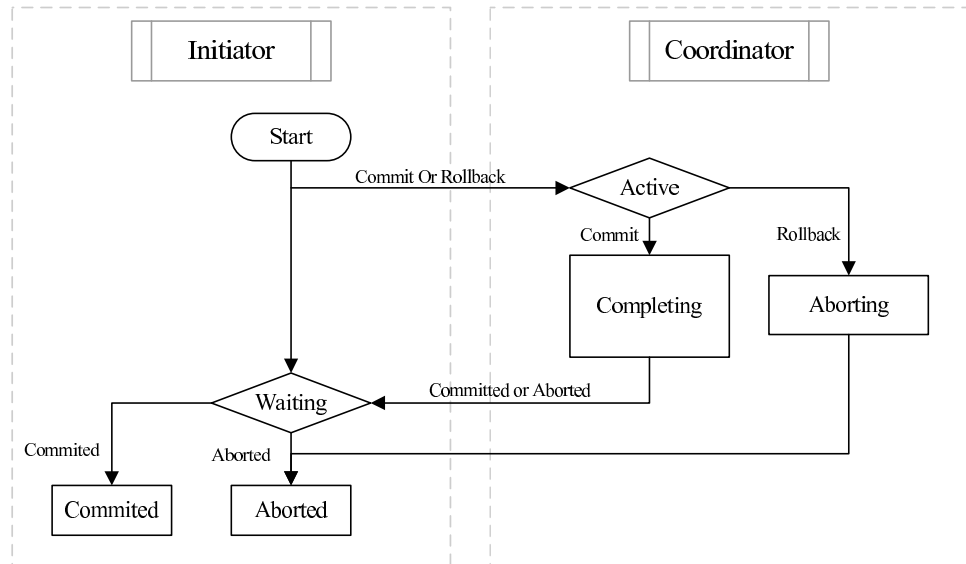 Initiator
Coordinator
Start
Commit Or Rollback
Active
Commit
Rollback
Completing
Aborting
Committed or Aborted
Waiting
Commited
Aborted
Commited
Aborted